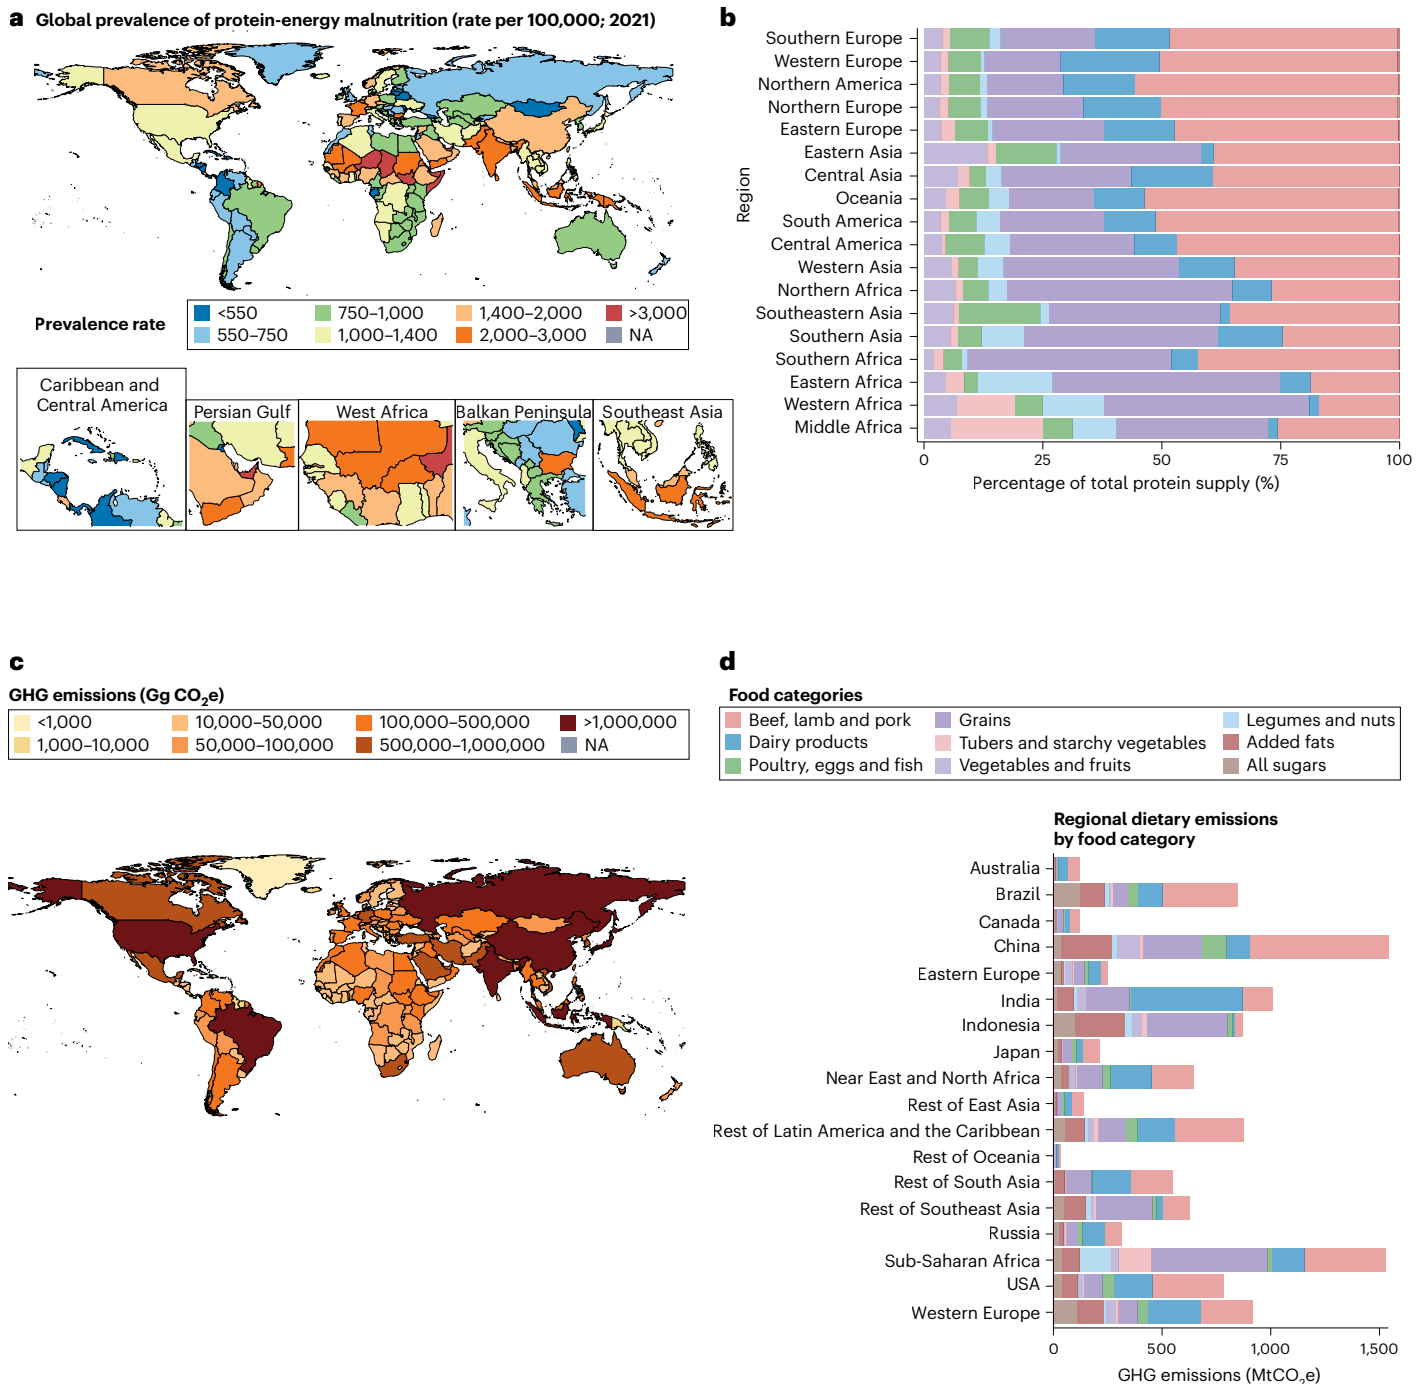 a Global prevalence of protein-energy malnutrition (rate per 100,000; 2021)
Prevalence rate
<550
550–750
750–1,000
1,000–1,400
1,400–2,000
2,000–3,000
>3,000
NA
Caribbean and
Central America
Persian Gulf
West Africa
Balkan Peninsula
Southeast Asia
b
Region
Southern Europe
Western Europe
Northern America
Northern Europe
Eastern Europe
Eastern Asia
Central Asia
Oceania
South America
Central America
Western Asia
Northern Africa
Southeastern Asia
Southern Asia
Southern Africa
Eastern Africa
Western Africa
Middle Africa
0 25 50 75 100
Percentage of total protein supply (%)
c
GHG emissions (Gg CO₂e)
<1,000
1,000–10,000
10,000–50,000
50,000–100,000
100,000–500,000
500,000–1,000,000
>1,000,000
NA
d
Food categories
Beef, lamb and pork
Dairy products
Poultry, eggs and fish
Grains
Tubers and starchy vegetables
Vegetables and fruits
Legumes and nuts
Added fats
All sugars
Regional dietary emissions
by food category
Australia
Brazil
Canada
China
Eastern Europe
India
Indonesia
Japan
Near East and North Africa
Rest of East Asia
Rest of Latin America and the Caribbean
Rest of Oceania
Rest of South Asia
Rest of Southeast Asia
Russia
Sub-Saharan Africa
USA
Western Europe
0 500 1,000 1,500
GHG emissions (MtCO₂e)